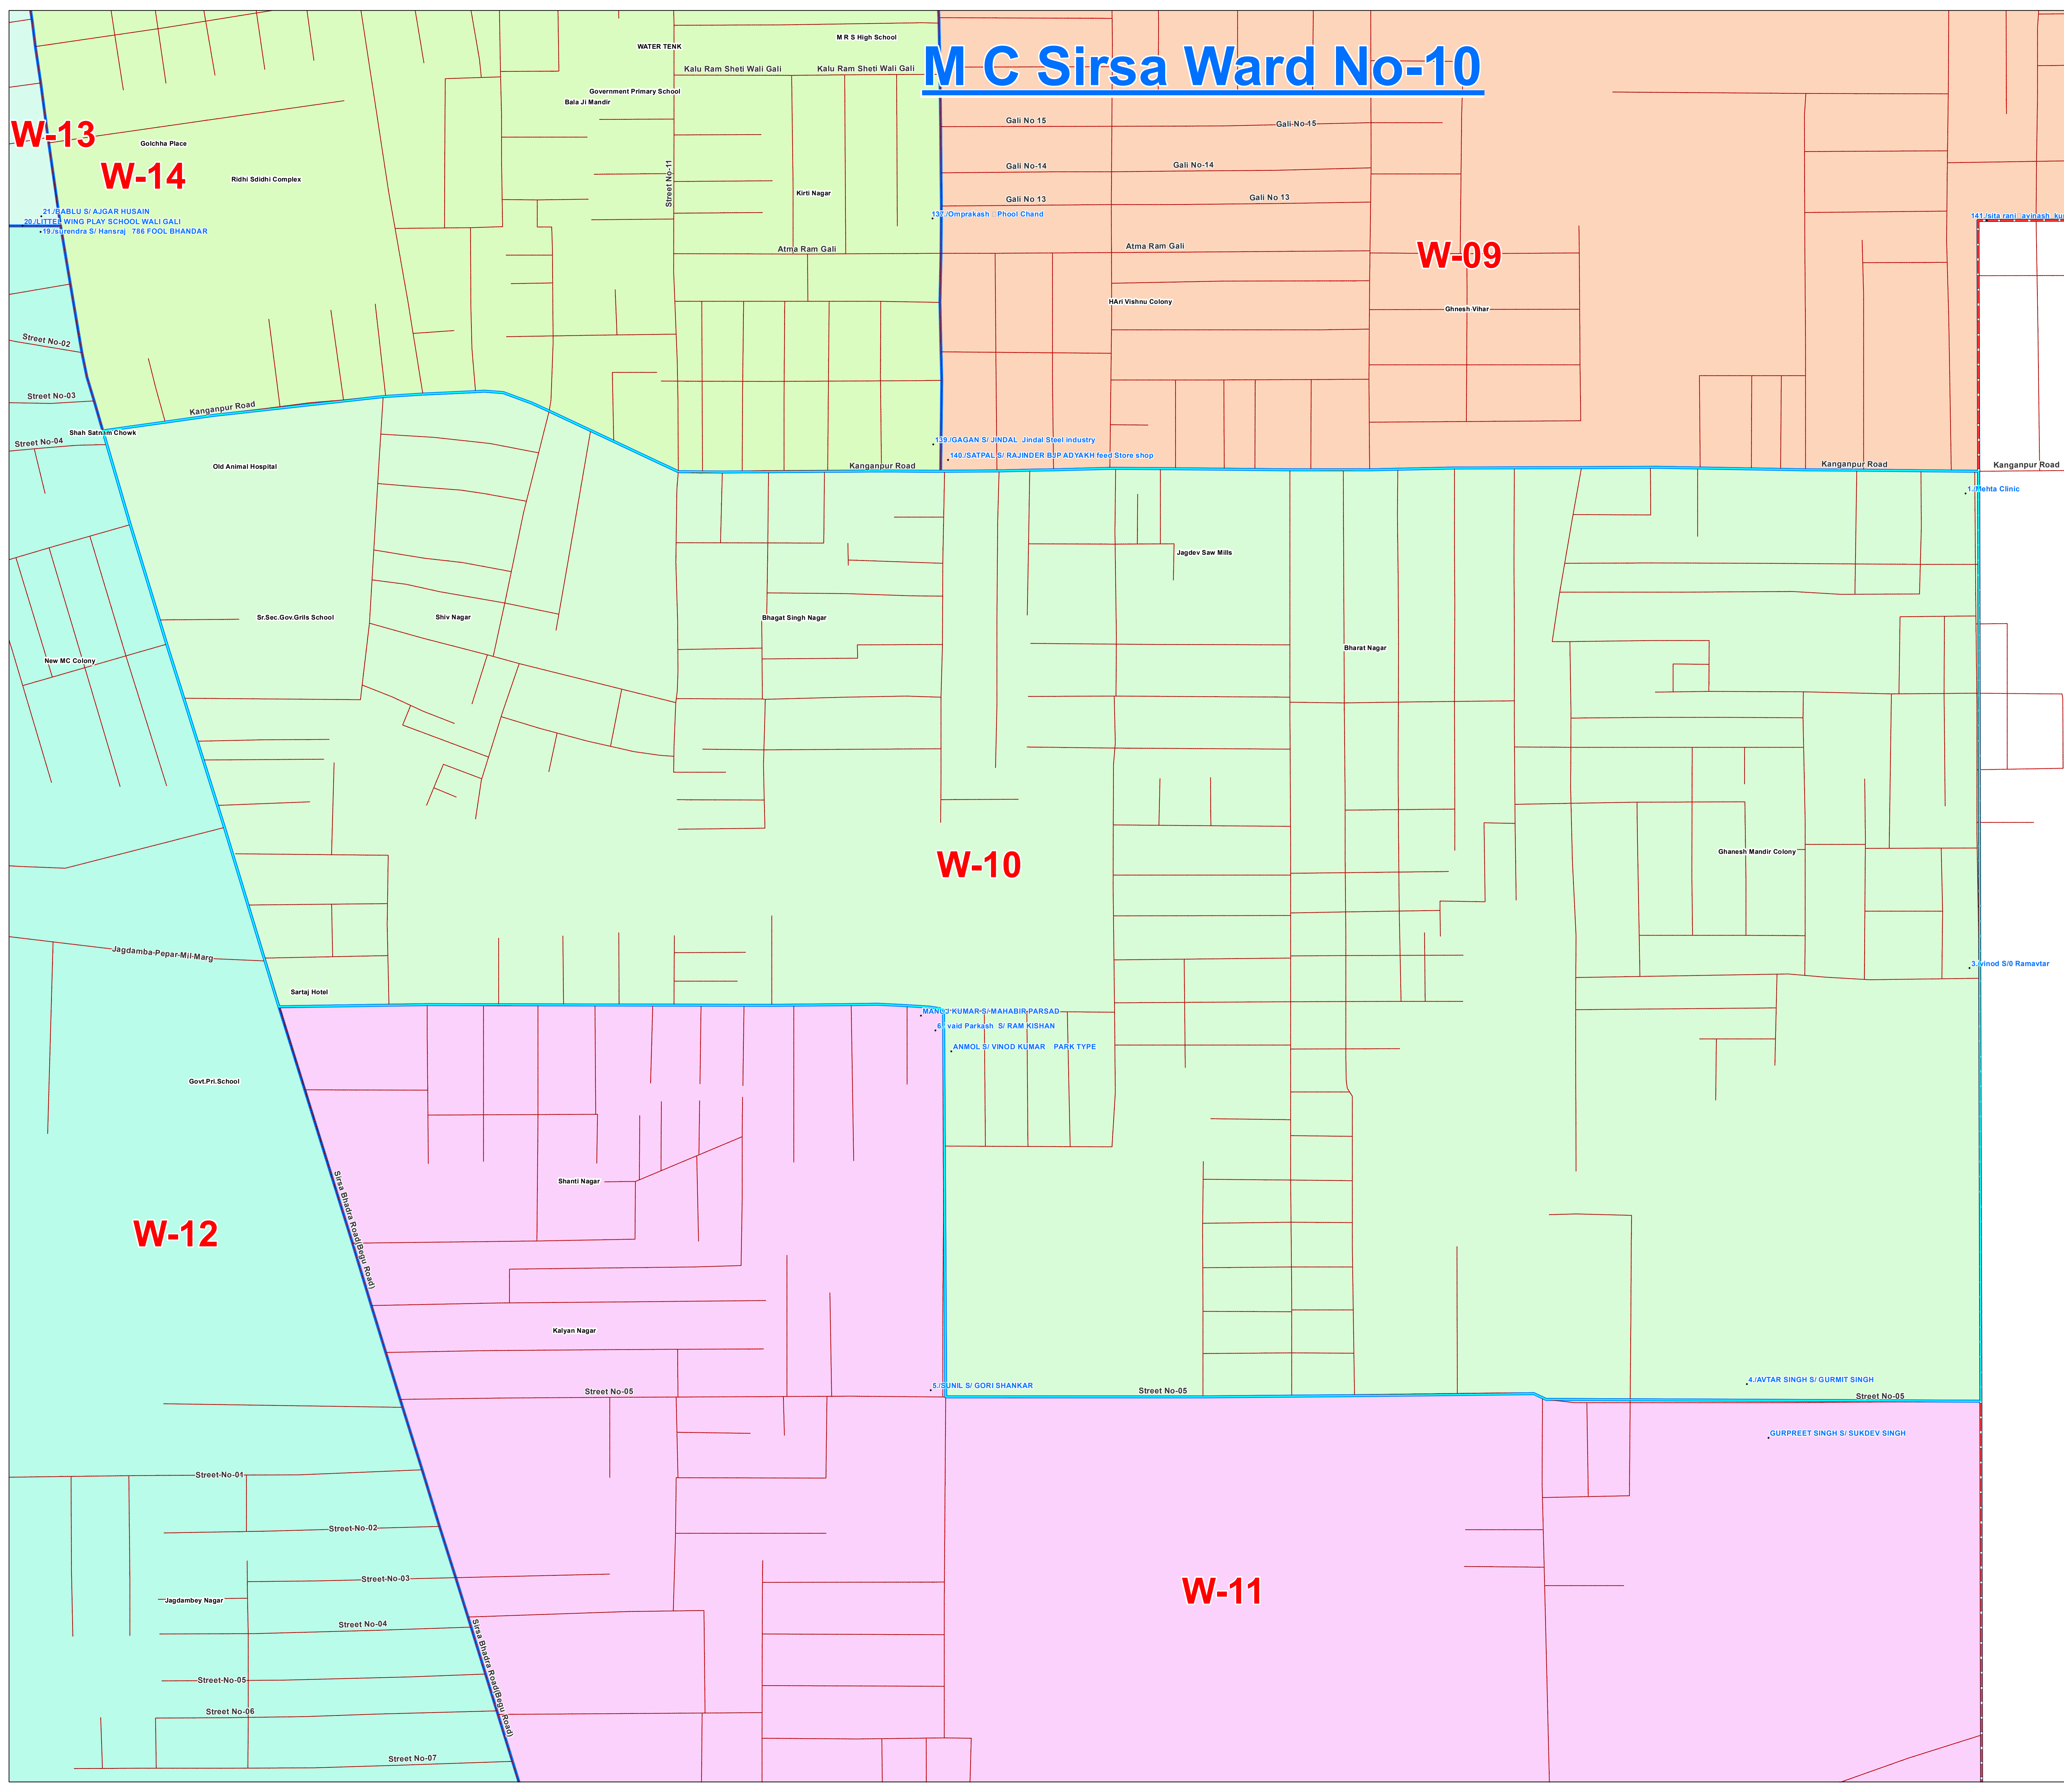 M C Sirsa Ward No-10
WATER TENK
M R S High School
Kalu Ram Sheti Wali Gali
Kalu Ram Sheti Wali Gali
Government Primary School
Bala Ji Mandir
Gali No 15
Gali-No-15
W-13
Golchha Place
W-14
Ridhi Sdidhi Complex
Street No-11
Kirti Nagar
Gali No-14
Gali No-14
Gali No 13
Gali No 13
21./BABLU S/ AJGAR HUSAIN
20./LITTEL WING PLAY SCHOOL WALI GALI
19./surendra S/ Hansraj 786 FOOL BHANDAR
137./Omprakash Phool Chand
141./sita rani avinash
Atma Ram Gali
Atma Ram Gali
W-09
HAri Vishnu Colony
Ghnesh Vihar
Street No-02
Street No-03
Kanganpur Road
Shah Satnam Chowk
Street No-04
Old Animal Hospital
139./GAGAN S/ JINDAL Jindal Steel industry
140./SATPAL S/ RAJINDER BJP ADYAKH feed Store shop
Kanganpur Road
Kanganpur Road
Kanganpur Road
1./Mehta Clinic
Jagdev Saw Mills
Sr.Sec.Gov.Grils School
Shiv Nagar
Bhagat Singh Nagar
Bharat Nagar
New MC Colony
W-10
Ghanesh Mandir Colony
Jagdamba-Pepar-Mil-Marg
3./vinod S/0 Ramavtar
Sartaj Hotel
MANOJ KUMAR S/ MAHABIR PARSAD
6./ vaid Parkash S/ RAM KISHAN
ANMOL S/ VINOD KUMAR PARK TYPE
Govt.Pri.School
Shanti Nagar
Sirsa Bhadra Road(Begu Road)
W-12
Kalyan Nagar
Street No-05
5./SUNIL S/ GORI SHANKAR
Street No-05
4./AVTAR SINGH S/ GURMIT SINGH
Street No-05
GURPREET SINGH S/ SUKDEV SINGH
Street-No-01
Street-No-02
Street-No-03
W-11
Jagdambey Nagar
Street No-04
Sirsa Bhadra Road(Begu Road)
Street-No-05
Street No-06
Street No-07